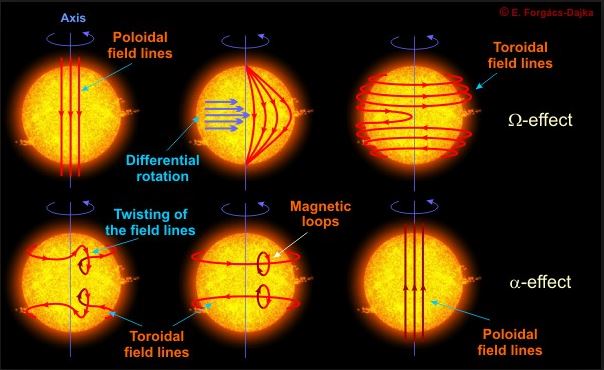 © E. Forgács-Dajka
Axis
Poloidal
field lines
Toroidal
field lines
Differential
rotation
Ω-effect
Twisting of
the field lines
Magnetic
loops
α-effect
Toroidal
field lines
Poloidal
field lines